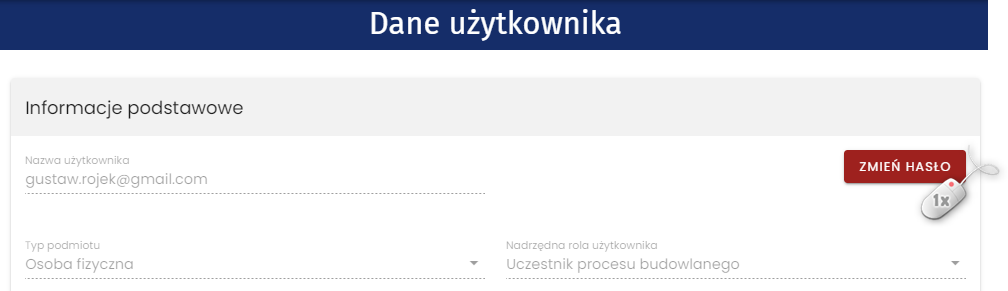 Dane użytkownika
Informacje podstawowe
Nazwa użytkownika
gustaw.rojek@gmail.com
ZMIEŃ HASŁO
1x
Typ podmiotu
Osoba fizyczna
Nadrzędna rola użytkownika
Uczestnik procesu budowlanego